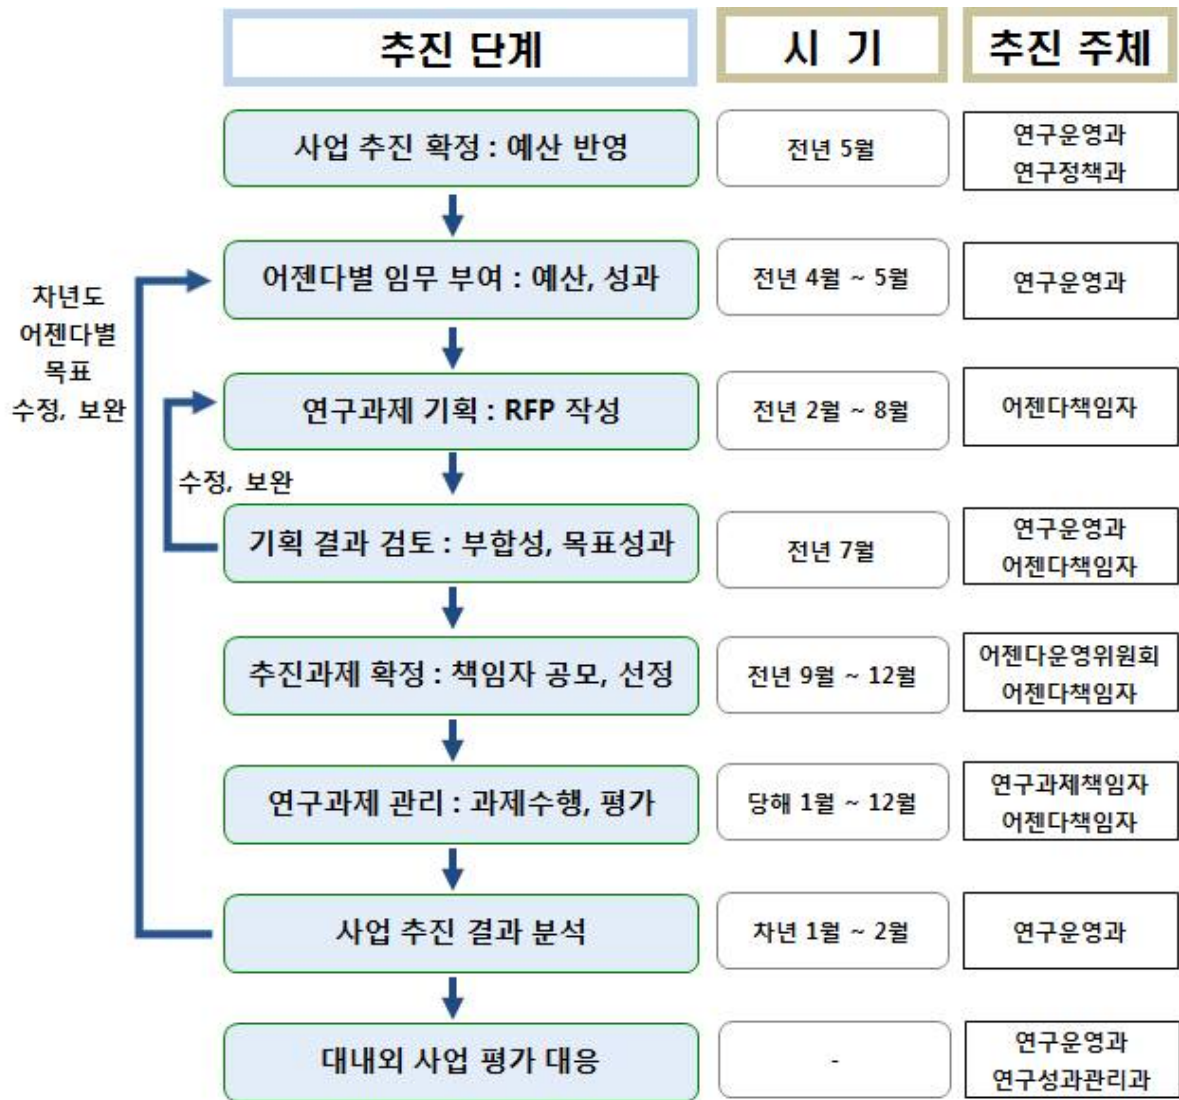 추진 단계
시 기
추진 주체
사업 추진 확정 : 예산 반영
전년 5월
연구운영과
연구정책과
어젠다별 임무 부여 : 예산, 성과
전년 4월 ~ 5월
연구운영과
차년도
어젠다별
목표
수정, 보완
연구과제 기획 : RFP 작성
전년 2월 ~ 8월
어젠다책임자
수정, 보완
기획 결과 검토 : 부합성, 목표성과
전년 7월
연구운영과
어젠다책임자
추진과제 확정 : 책임자 공모, 선정
전년 9월 ~ 12월
어젠다운영위원회
어젠다책임자
연구과제 관리 : 과제수행, 평가
당해 1월 ~ 12월
연구과제책임자
어젠다책임자
사업 추진 결과 분석
차년 1월 ~ 2월
연구운영과
대내외 사업 평가 대응
-
연구운영과
연구성과관리과